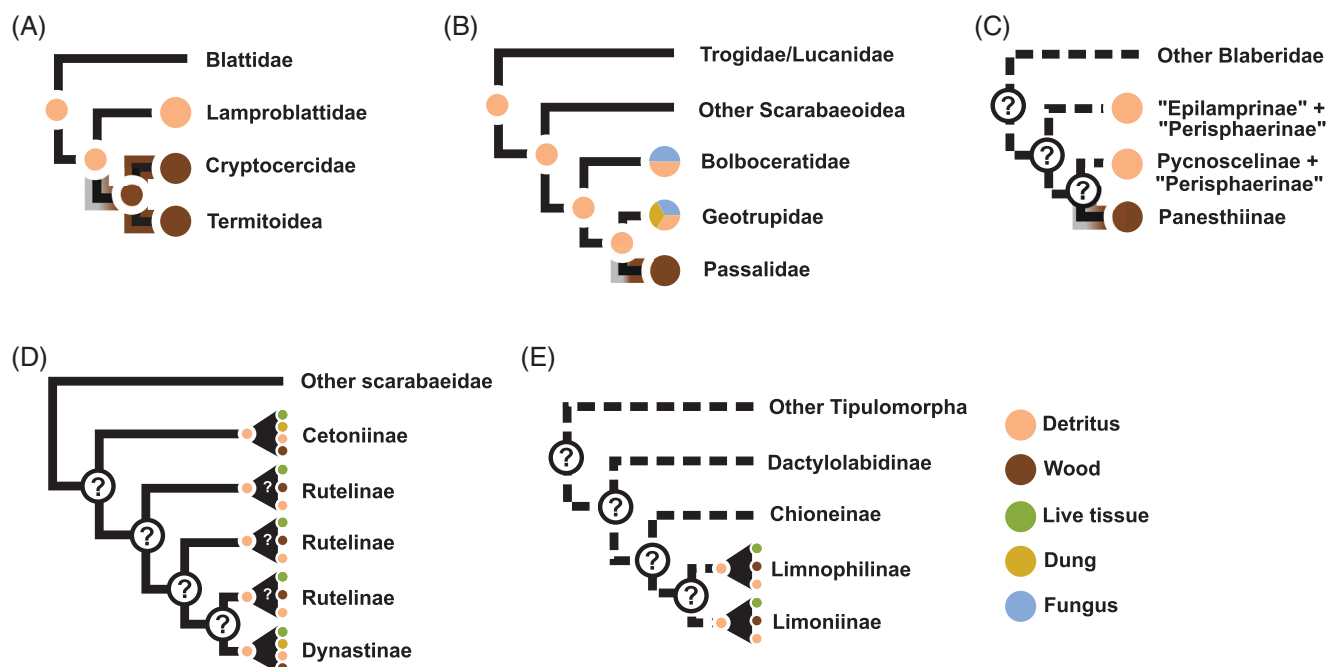 (A)
Blattidae
Lamproblattidae
Cryptocercidae
Termitoidea
(B)
Trogidae/Lucanidae
Other Scarabaeoidea
Bolboceratidae
Geotrupidae
Passalidae
(C)
Other Blaberidae
?
"Epilamprinae" +
"Perisphaerinae"
?
Pycnoscelinae +
"Perisphaerinae"
?
Panesthiinae
(D)
Other scarabaeidae
Cetoniinae
?
? Rutelinae
?
? Rutelinae
?
? Rutelinae
?
Dynastinae
(E)
Other Tipulomorpha
?
Dactylolabidinae
?
Chioneinae
?
Limnophilinae
?
Limoniinae
Detritus
Wood
Live tissue
Dung
Fungus